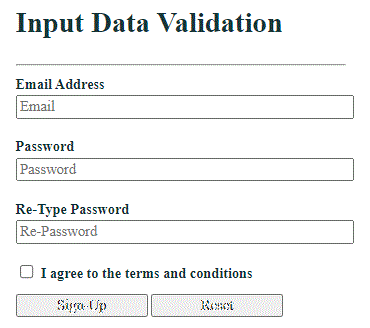 Input Data Validation
Email Address
Email
Password
Password
Re-Type Password
Re-Password
I agree to the terms and conditions
Sign-Up Reset